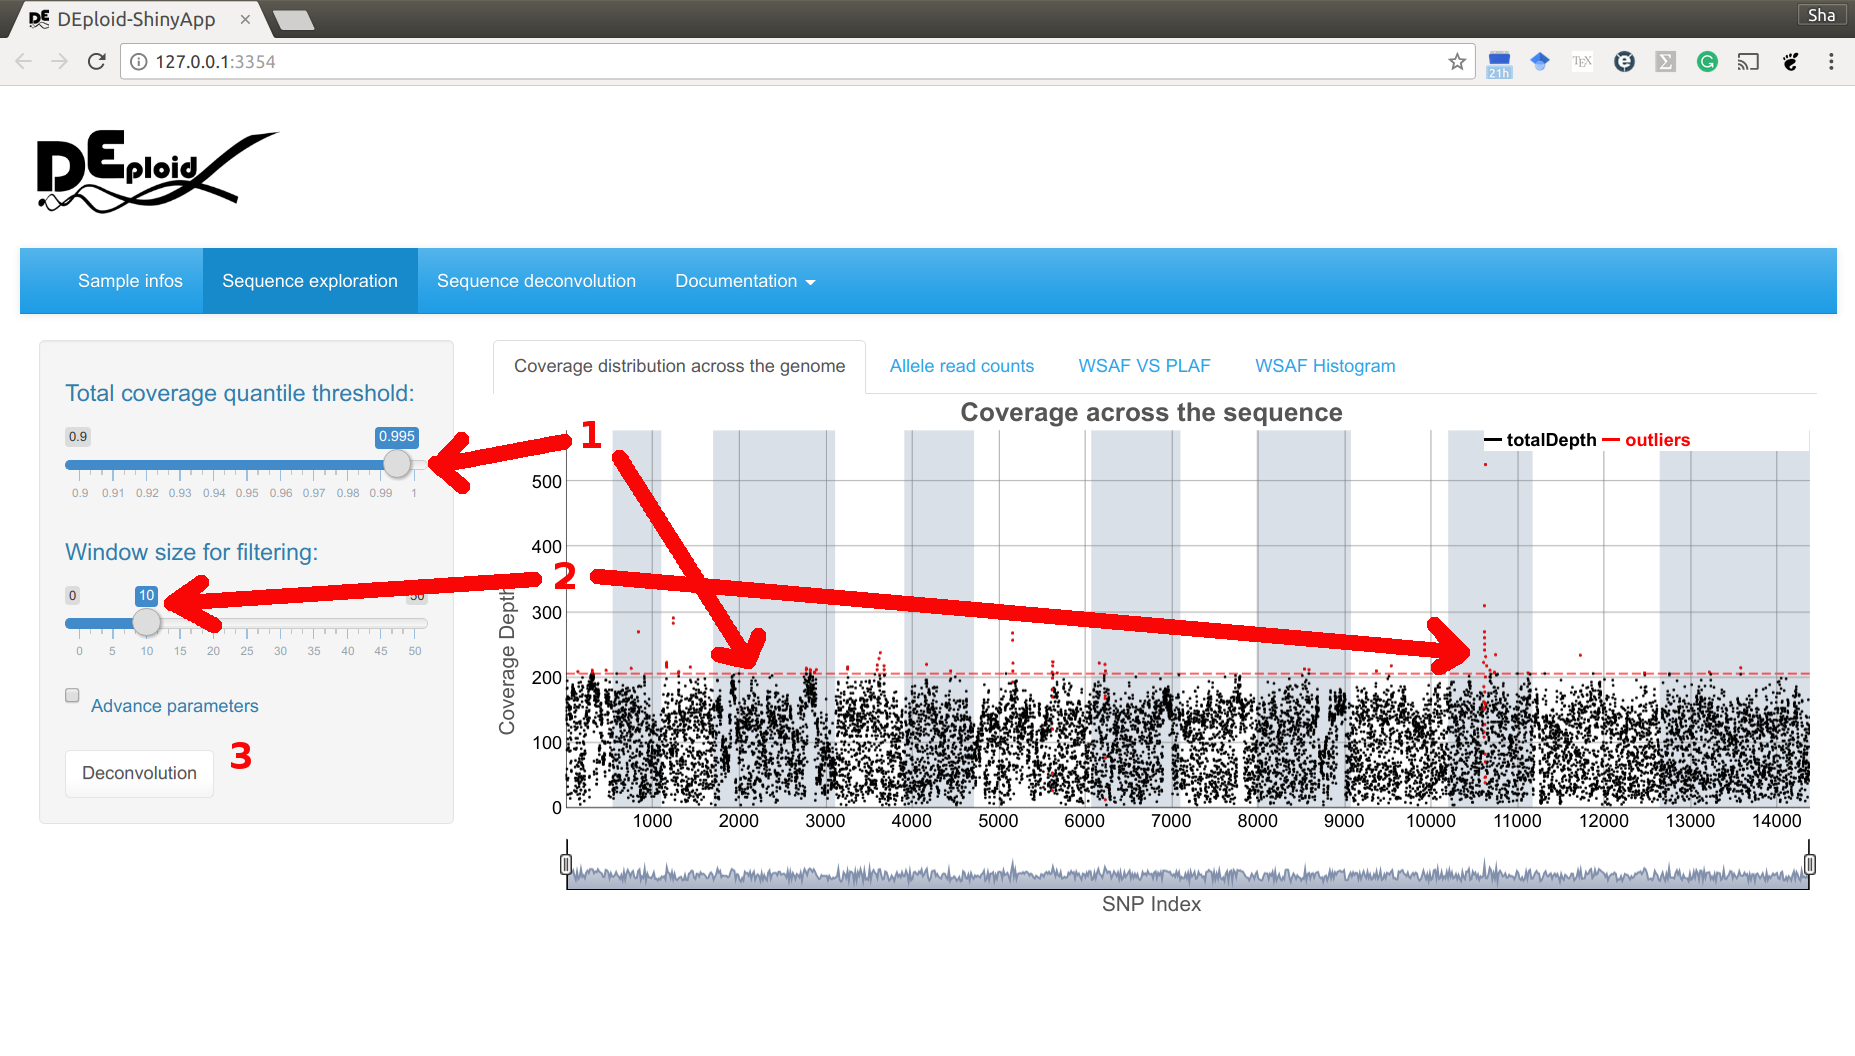 DE DEploid-ShinyApp ×
Sha
127.0.0.1:3354
21h
TEX
DEploid
Sample infos Sequence exploration Sequence deconvolution Documentation
Total coverage quantile threshold:
0.9 0.995
0.9 0.91 0.92 0.93 0.94 0.95 0.96 0.97 0.98 0.99 1
Window size for filtering:
0 10 50
0 5 10 15 20 25 30 35 40 45 50
Advance parameters
Deconvolution
1
2
3
Coverage distribution across the genome Allele read counts WSAF VS PLAF WSAF Histogram
Coverage across the sequence
totalDepth outliers
Coverage Depth
500
400
300
200
100
0
1000 2000 3000 4000 5000 6000 7000 8000 9000 10000 11000 12000 13000 14000
SNP Index